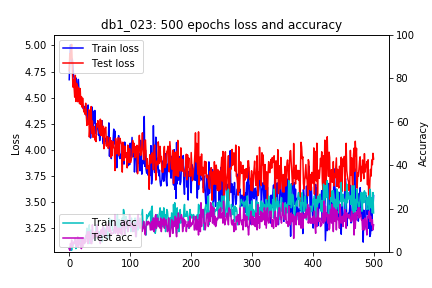 db1_023: 500 epochs loss and accuracy
Train loss
Test loss
Train acc
Test acc
Loss
5.00
4.75
4.50
4.25
4.00
3.75
3.50
3.25
Accuracy
100
80
60
40
20
0
0 100 200 300 400 500